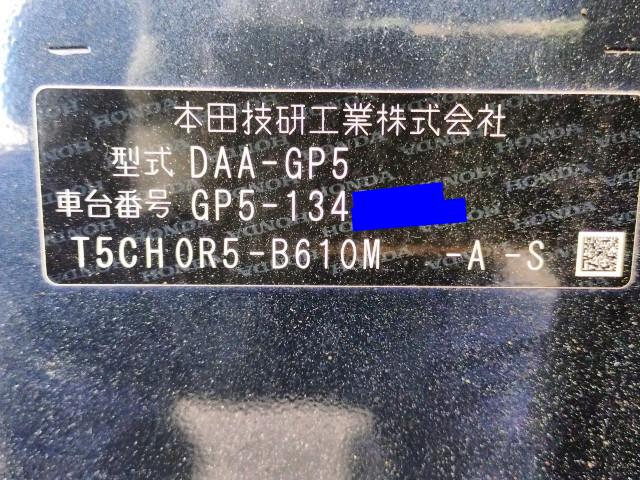 本田技研工業株式会社
型式 DAA-GP5
車台番号 GP5-134
T5CH0R5-B610M -A -S